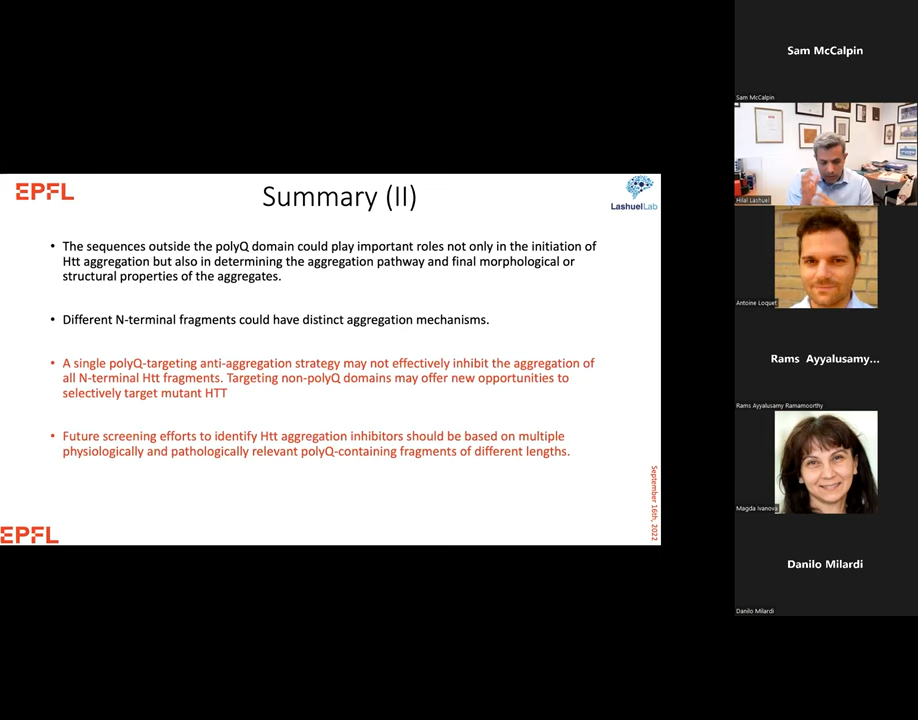 EPFL
Summary (II)
LashuelLab
• The sequences outside the polyQ domain could play important roles not only in the initiation of
Htt aggregation but also in determining the aggregation pathway and final morphological or
structural properties of the aggregates.
• Different N-terminal fragments could have distinct aggregation mechanisms.
• A single polyQ-targeting anti-aggregation strategy may not effectively inhibit the aggregation of
all N-terminal Htt fragments. Targeting non-polyQ domains may offer new opportunities to
selectively target mutant HTT
• Future screening efforts to identify Htt aggregation inhibitors should be based on multiple
physiologically and pathologically relevant polyQ-containing fragments of different lengths.
September 16th, 2022
EPFL
Sam McCalpin
Sam McCalpin
Hilal Lashuel
Antoine Loquet
Rams Ayyalusamy...
Rams Ayyalusamy Ramamoorthy
Magda Ivanova
Danilo Milardi
Danilo Milardi